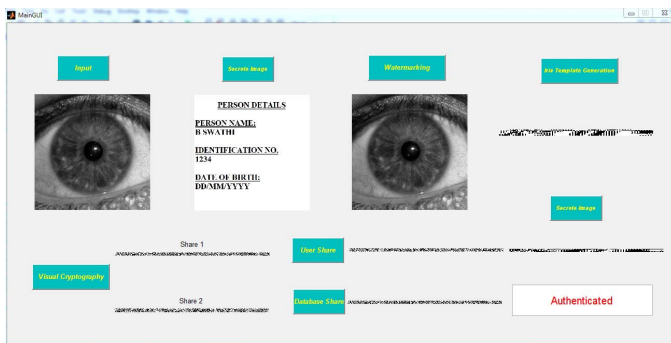 MainGUI
Input
Secrete Image
Watermarking
Iris Template Generation
PERSON DETAILS
PERSON NAME:
B SWATHI
IDENTIFICATION NO.
1234
DATE OF BIRTH:
DD/MM/YYYY
Secrete Image
Share 1
User Share
Visual Cryptography
Share 2
Database Share
Authenticated